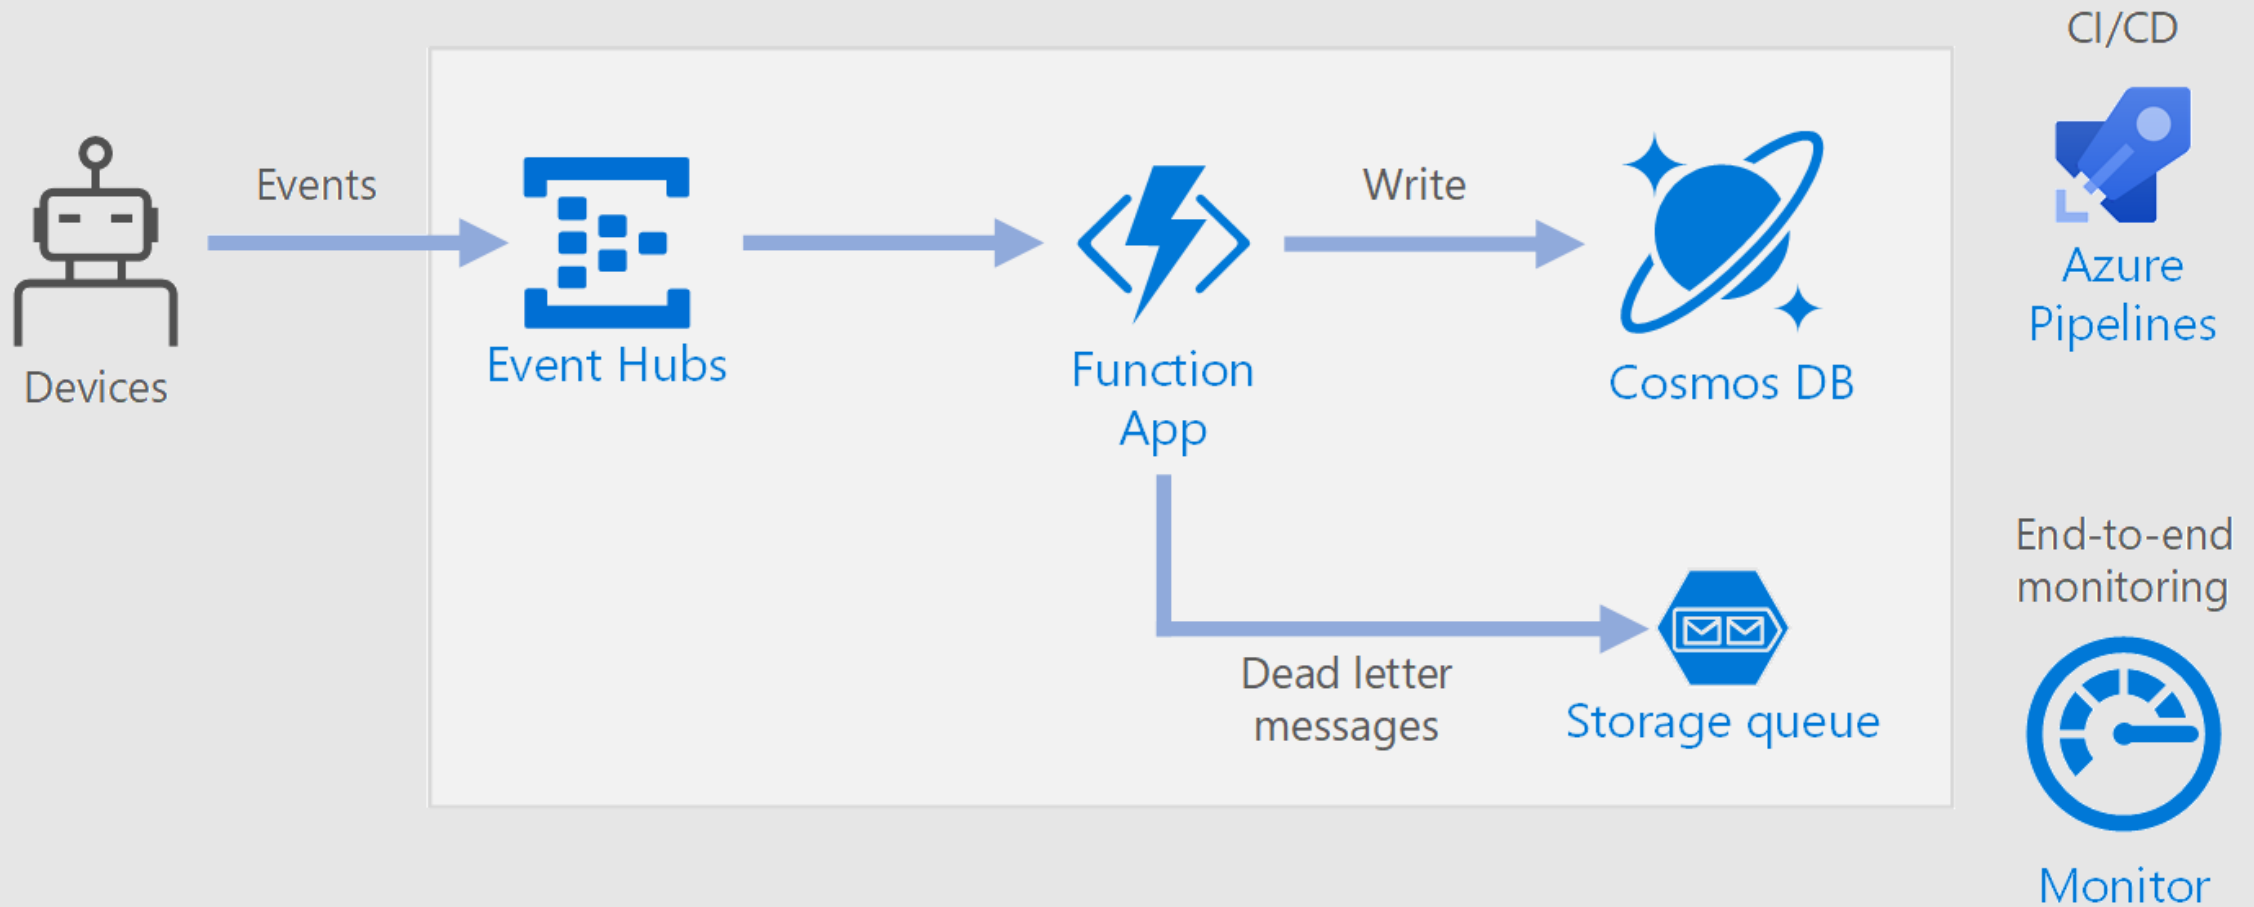 CI/CD
Events
Write
Azure
Pipelines
Event Hubs
Function
App
Cosmos DB
Devices
End-to-end
monitoring
Dead letter
messages
Storage queue
Monitor